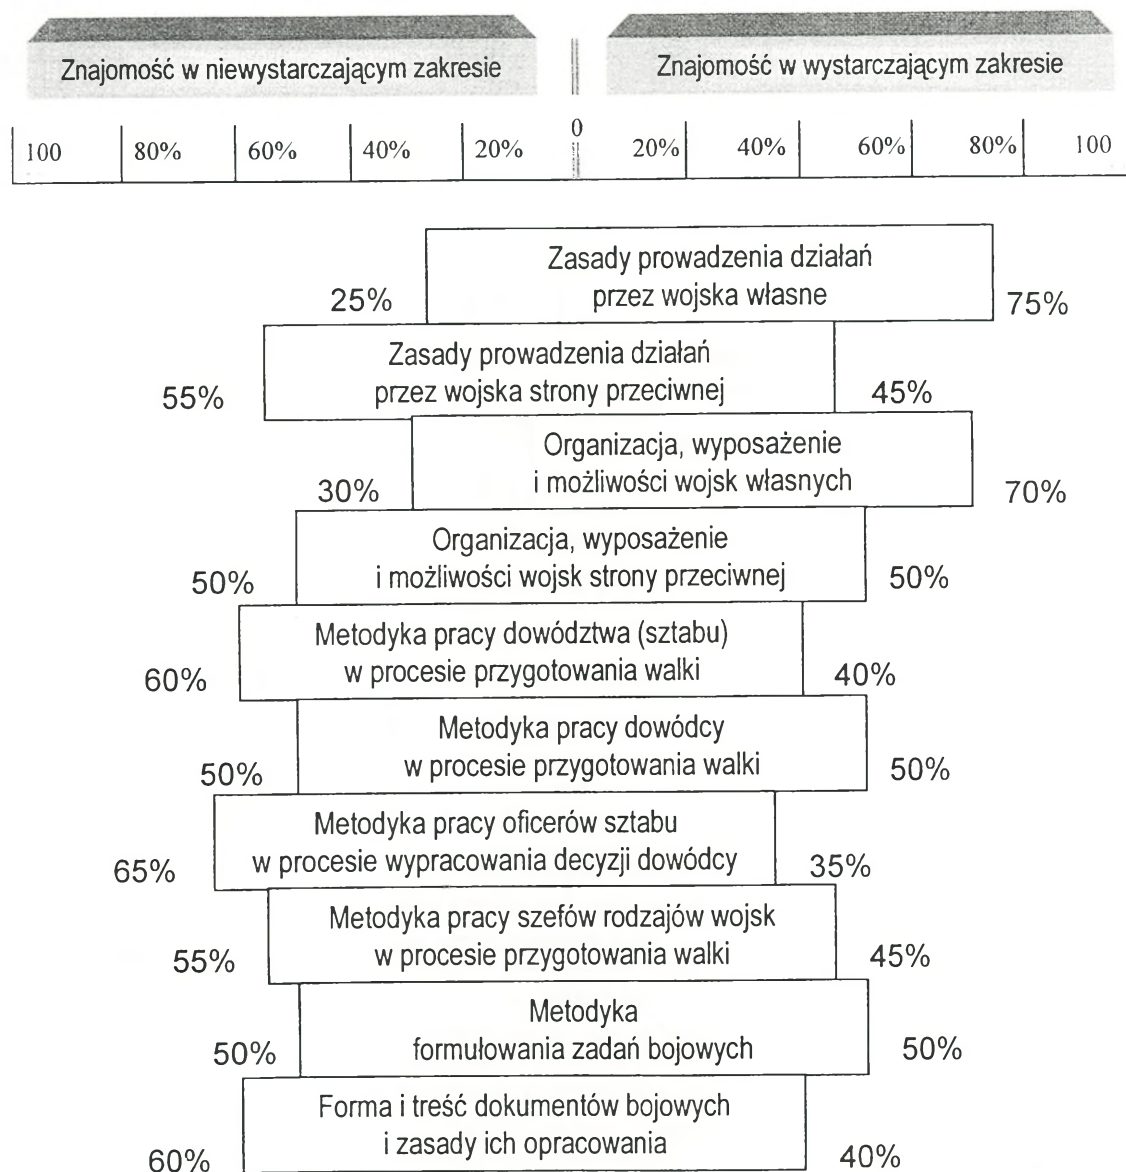 Znajomość w niewystarczającym zakresie
Znajomość w wystarczającym zakresie
100 80% 60% 40% 20% 0 20% 40% 60% 80% 100
Zasady prowadzenia działań
przez wojska własne
25%
75%
Zasady prowadzenia działań
przez wojska strony przeciwnej
55%
45%
Organizacja, wyposażenie
i możliwości wojsk własnych
30%
70%
Organizacja, wyposażenie
i możliwości wojsk strony przeciwnej
50%
50%
Metodyka pracy dowództwa (sztabu)
w procesie przygotowania walki
60%
40%
Metodyka pracy dowódcy
w procesie przygotowania walki
50%
50%
Metodyka pracy oficerów sztabu
w procesie wypracowania decyzji dowódcy
65%
35%
Metodyka pracy szefów rodzajów wojsk
w procesie przygotowania walki
55%
45%
Metodyka
formułowania zadań bojowych
50%
50%
Forma i treść dokumentów bojowych
i zasady ich opracowania
60%
40%